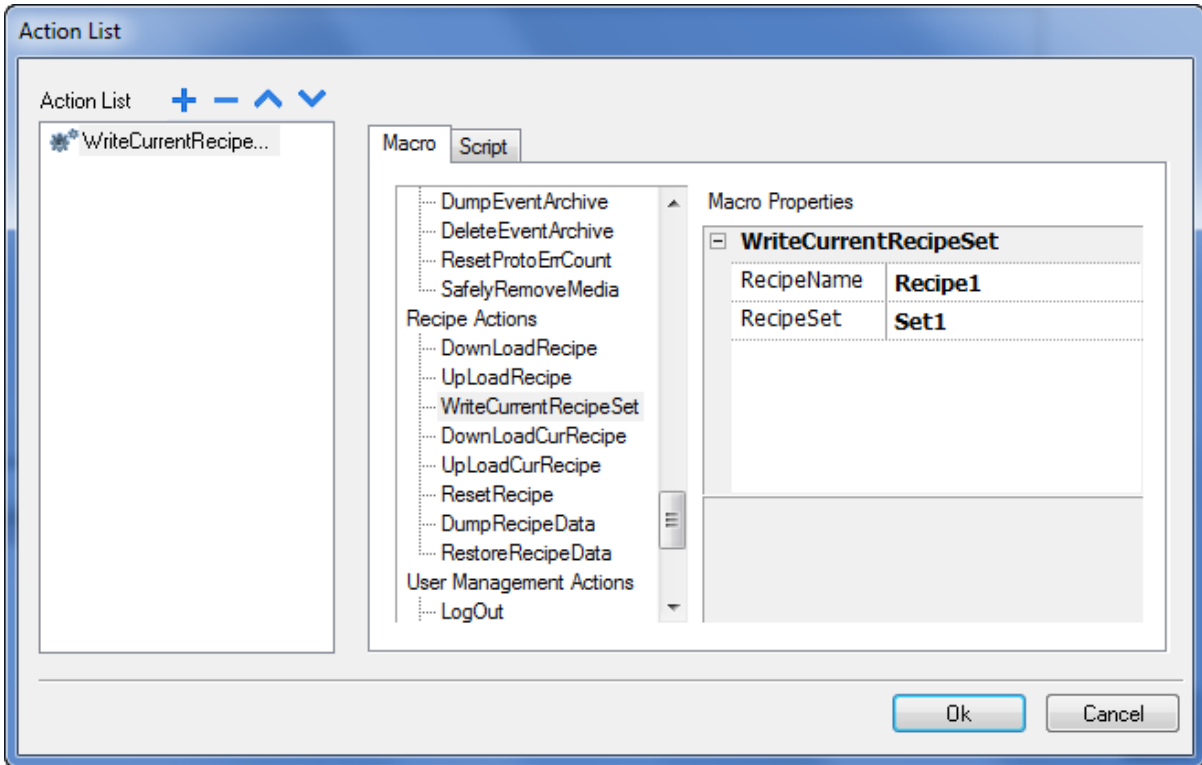 Action List
Action List
WriteCurrentRecipe...
Macro Script
DumpEventArchive
DeleteEventArchive
ResetProtoErrCount
SafelyRemoveMedia
Recipe Actions
DownLoadRecipe
UpLoadRecipe
WriteCurrentRecipeSet
DownLoadCurRecipe
UpLoadCurRecipe
ResetRecipe
DumpRecipeData
RestoreRecipeData
User Management Actions
LogOut
Macro Properties
WriteCurrentRecipeSet
RecipeName Recipe1
RecipeSet Set1
Ok Cancel